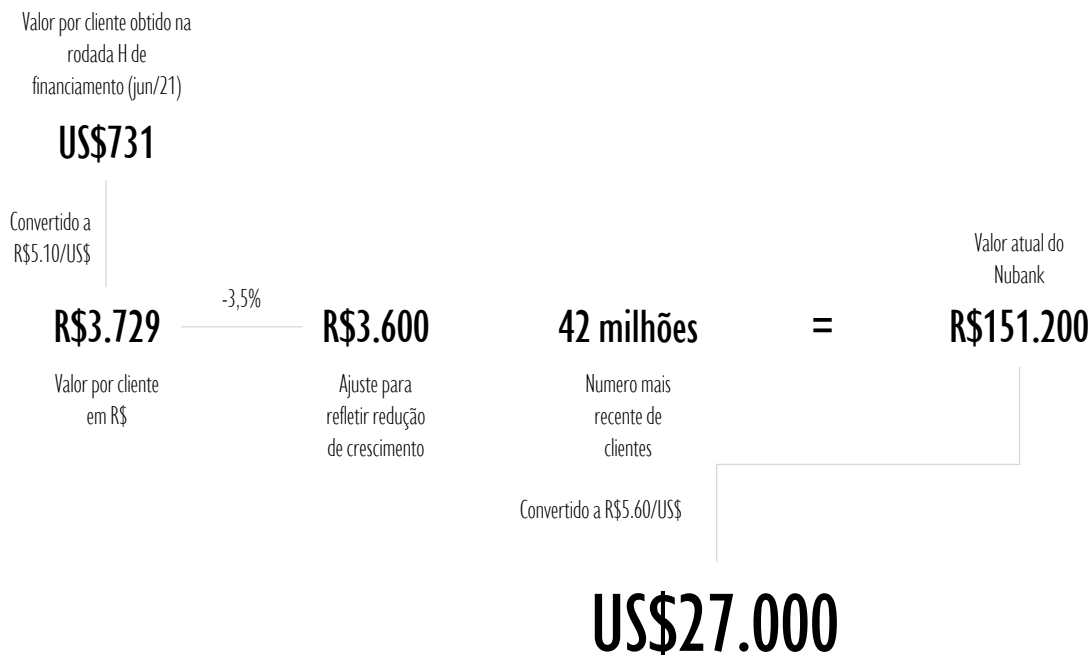 Valor por cliente obtido na
rodada H de
financiamento (jun/21)
US$731
Convertido a
R$5.10/US$
R$3.729
Valor por cliente
em R$
-3,5%
R$3.600
Ajuste para
refletir redução
de crescimento
42 milhões
Numero mais
recente de
clientes
=
Valor atual do
Nubank
R$151.200
Convertido a R$5.60/US$
US$27.000